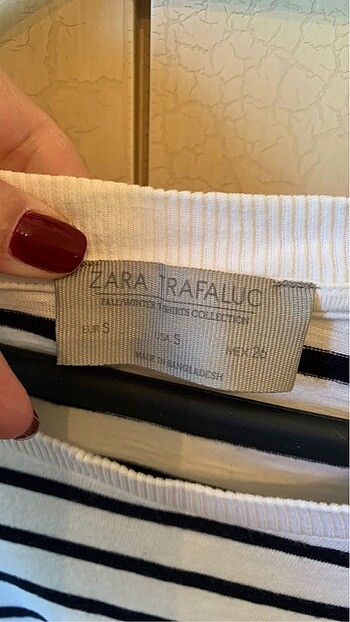 ZARA TRAFALUC
FALL/WINTER T-SHIRTS COLLECTION
EUR S USA S MEX 26
MADE IN BANGLADESH